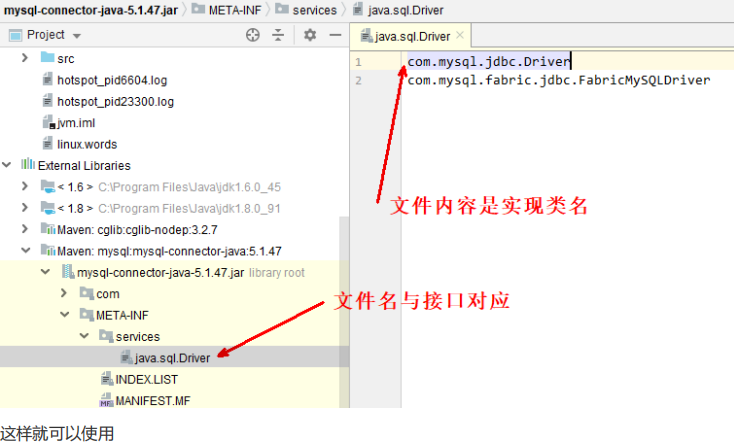 mysql-connector-java-5.1.47.jar META-INF services java.sql.Driver
Project
src
hotspot_pid6604.log
hotspot_pid23300.log
jvm.iml
linux.words
External Libraries
< 1.6 > C:\Program Files\Java\jdk1.6.0_45
< 1.8 > C:\Program Files\Java\jdk1.8.0_91
Maven: cglib:cglib-nodep:3.2.7
Maven: mysql:mysql-connector-java:5.1.47
mysql-connector-java-5.1.47.jar library root
com
META-INF
services
java.sql.Driver
INDEX.LIST
MANIFEST.MF
java.sql.Driver
1 com.mysql.jdbc.Driver
2 com.mysql.fabric.jdbc.FabricMySQLDriver
文件内容是实现类名
文件名与接口对应
这样就可以使用